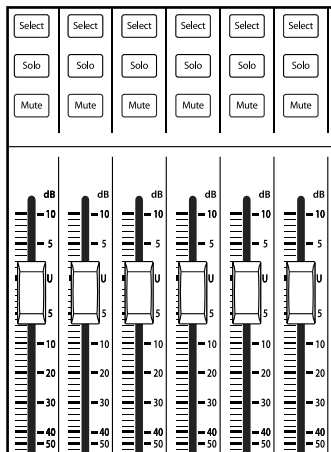 Select Select Select Select Select Select
Solo Solo Solo Solo Solo Solo
Mute Mute Mute Mute Mute Mute
dB dB dB dB dB dB
10 10 10 10 10 10
5 5 5 5 5 5
U U U U U U
5 5 5 5 5 5
10 10 10 10 10 10
20 20 20 20 20 20
30 30 30 30 30 30
40 40 40 40 40 40
50 50 50 50 50 50